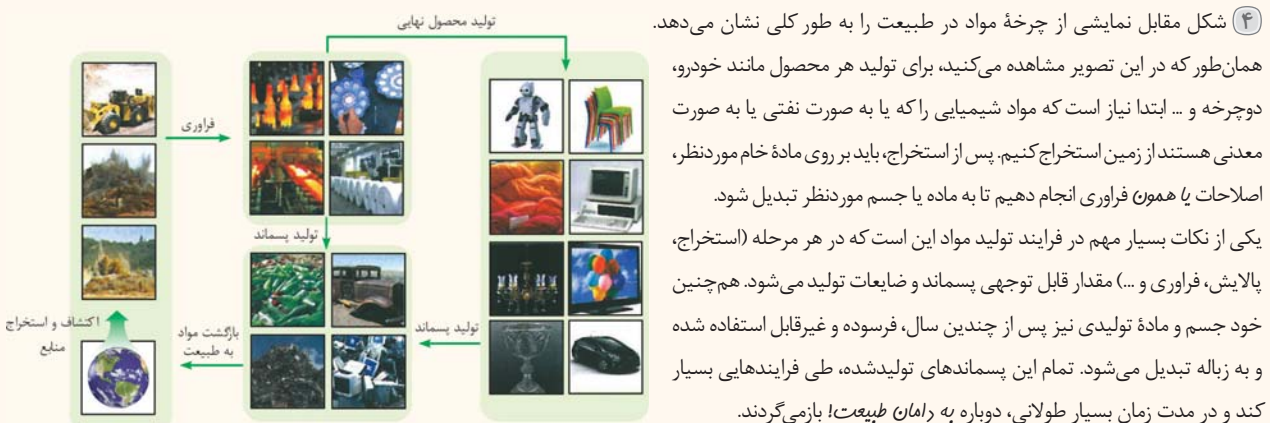 ۴ شکل مقابل نمایشی از چرخهٔ مواد در طبیعت را به طور کلی نشان می‌دهد.
همان‌طور که در این تصویر مشاهده می‌کنید، برای تولید هر محصول مانند خودرو،
دوچرخه و ... ابتدا نیاز است که مواد شیمیایی را که یا به صورت نفتی یا به صورت
معدنی هستند از زمین استخراج کنیم. پس از استخراج، باید بر روی مادهٔ خام موردنظر،
اصلاحات یا همون فراوری انجام دهیم تا به ماده یا جسم موردنظر تبدیل شود.
یکی از نکات بسیار مهم در فرایند تولید مواد این است که در هر مرحله (استخراج،
پالایش، فراوری و ...) مقدار قابل توجهی پسماند و ضایعات تولید می‌شود. هم‌چنین
خود جسم و مادهٔ تولیدی نیز پس از چندین سال، فرسوده و غیرقابل استفاده شده
و به زباله تبدیل می‌شود. تمام این پسماندهای تولیدشده، طی فرایندهایی بسیار
کند و در مدت زمان بسیار طولانی، دوباره به دامان طبیعت! بازمی‌گردند.
تولید محصول نهایی
فراوری
تولید پسماند
تولید پسماند
بازگشت مواد
به طبیعت
اکتشاف و استخراج
منابع